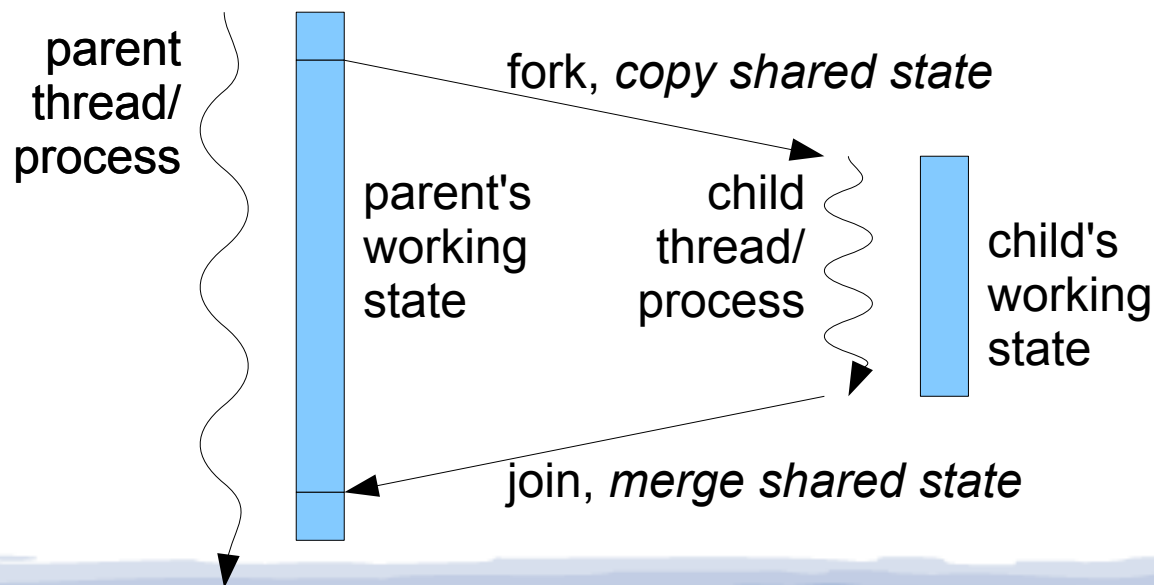 parent
thread/
process
fork, copy shared state
parent's
working
state
child
thread/
process
child's
working
state
join, merge shared state